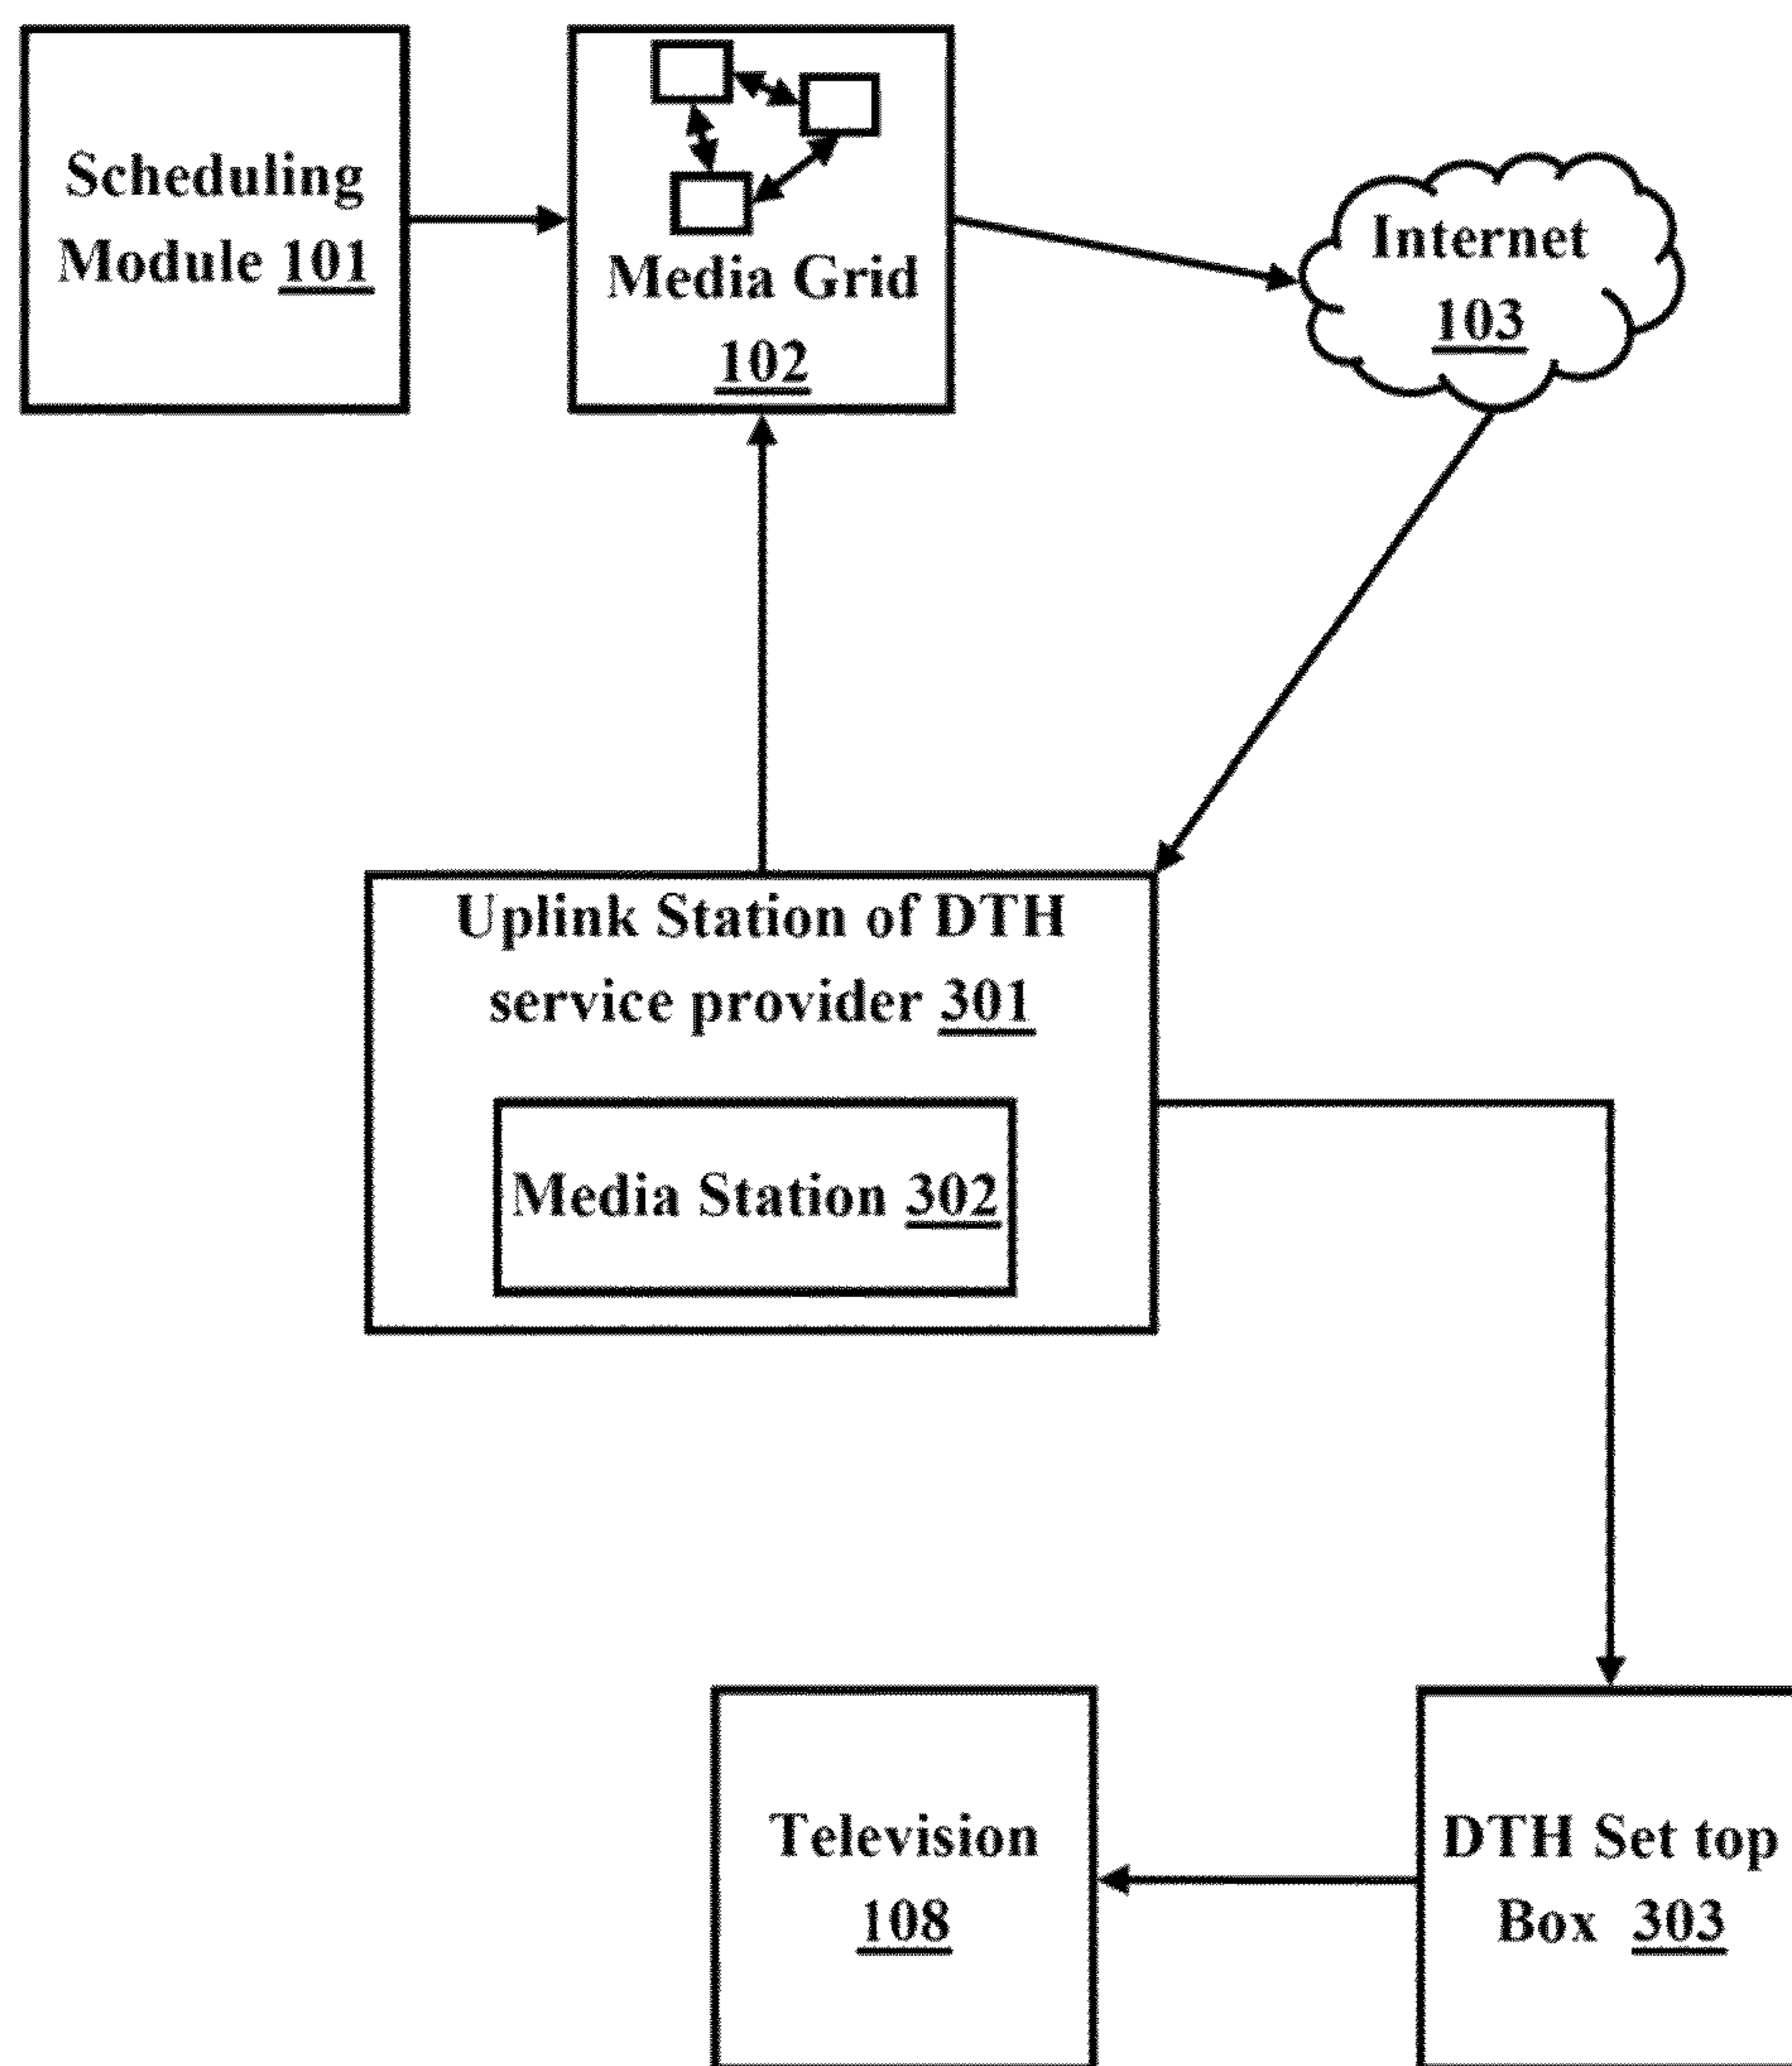 Scheduling
Module 101
Media Grid
102
Internet
103
Uplink Station of DTH
service provider 301
Media Station 302
Television
108
DTH Set top
Box 303